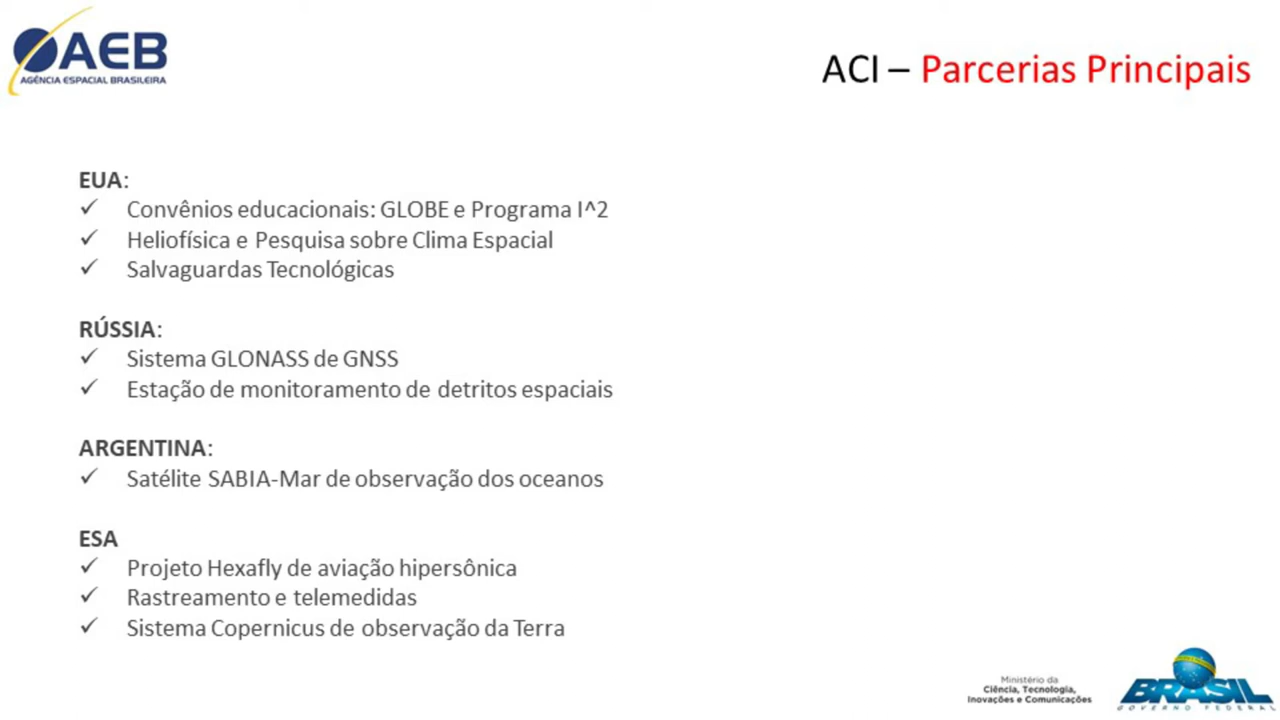 AEB
AGÊNCIA ESPACIAL BRASILEIRA
ACI – Parcerias Principais
EUA:
✓ Convênios educacionais: GLOBE e Programa I^2
✓ Heliofísica e Pesquisa sobre Clima Espacial
✓ Salvaguardas Tecnológicas
RÚSSIA:
✓ Sistema GLONASS de GNSS
✓ Estação de monitoramento de detritos espaciais
ARGENTINA:
✓ Satélite SABIA-Mar de observação dos oceanos
ESA
✓ Projeto Hexafly de aviação hipersônica
✓ Rastreamento e telemedidas
✓ Sistema Copernicus de observação da Terra
Ministério da
Ciência, Tecnologia,
Inovações e Comunicações
BRASIL
GOVERNO FEDERAL